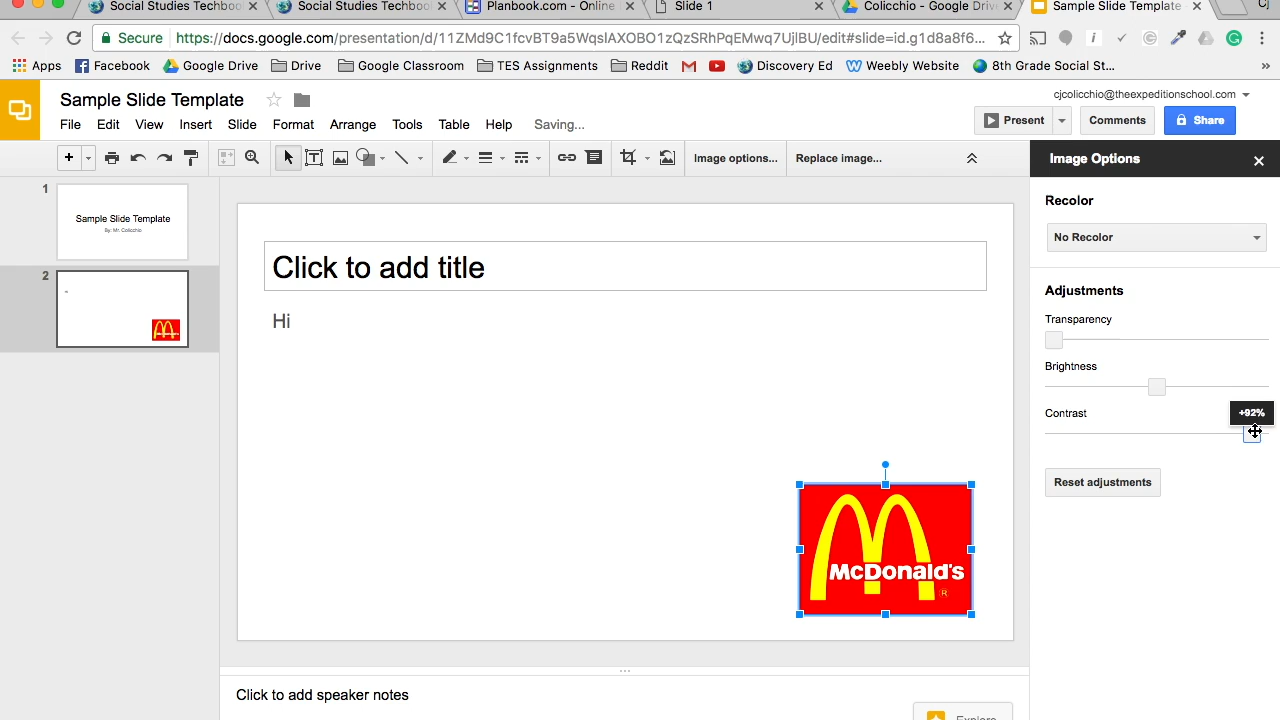 Social Studies Techboo
Social Studies Techboo
Planbook.com - Online
Slide 1
Colicchio - Google Driv
Sample Slide Template
Secure
https://docs.google.com/presentation/d/11ZMd9C1fcvBT9a5WqsIAXOBO1zQzSRhPqEMwq7UjlBU/edit#slide=id.g1d8a8f6...
Apps
Facebook
Google Drive
Drive
Google Classroom
TES Assignments
Reddit
Discovery Ed
Weebly Website
8th Grade Social St...
»
Sample Slide Template
cjcolicchio@theexpeditionschool.com
File Edit View Insert Slide Format Arrange Tools Table Help Saving...
Present
Comments
Share
Image options...
Replace image...
Image Options
1
Sample Slide Template
By: Mr. Colicchio
2
Click to add title
Hi
McDonald's
Recolor
No Recolor
Adjustments
Transparency
Brightness
Contrast
+92%
Reset adjustments
Click to add speaker notes
Explore